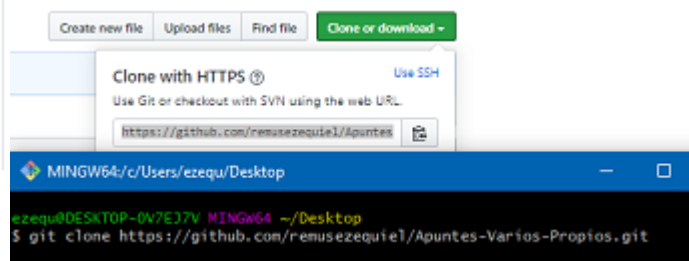 Create new file Upload files Find file Clone or download
Clone with HTTPS
Use SSH
Use Git or checkout with SVN using the web URL.
https://github.com/remusezequiel/Apuntes
MINGW64:/c/Users/ezequ/Desktop
ezequ@DESKTOP-0V7EJ7V MINGW64 ~/Desktop
$ git clone https://github.com/remusezequiel/Apuntes-Varios-Propios.git